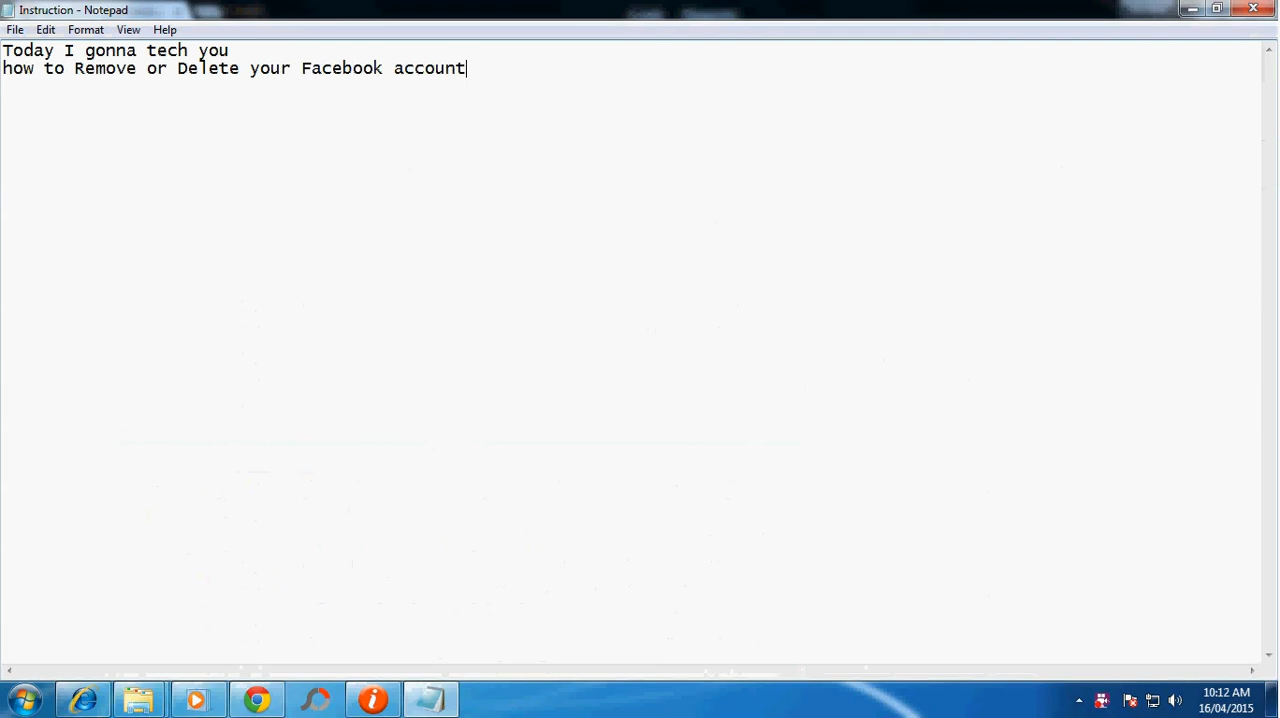 Instruction - Notepad
File Edit Format View Help
Today I gonna tech you
how to Remove or Delete your Facebook account
10:12 AM
16/04/2015